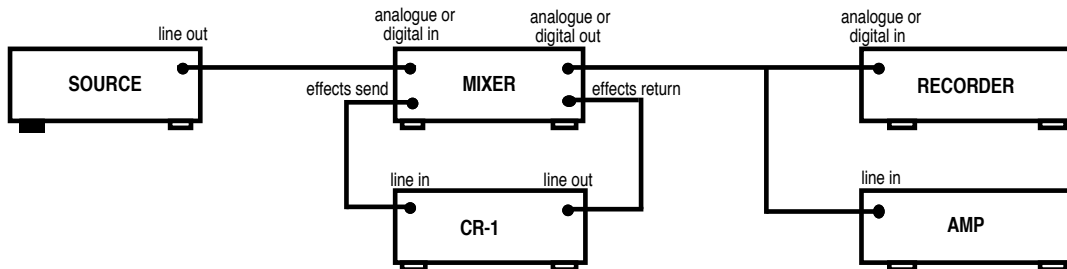 line out
SOURCE
analogue or
digital in
MIXER
analogue or
digital out
effects send
effects return
line in
line out
CR-1
analogue or
digital in
RECORDER
line in
AMP